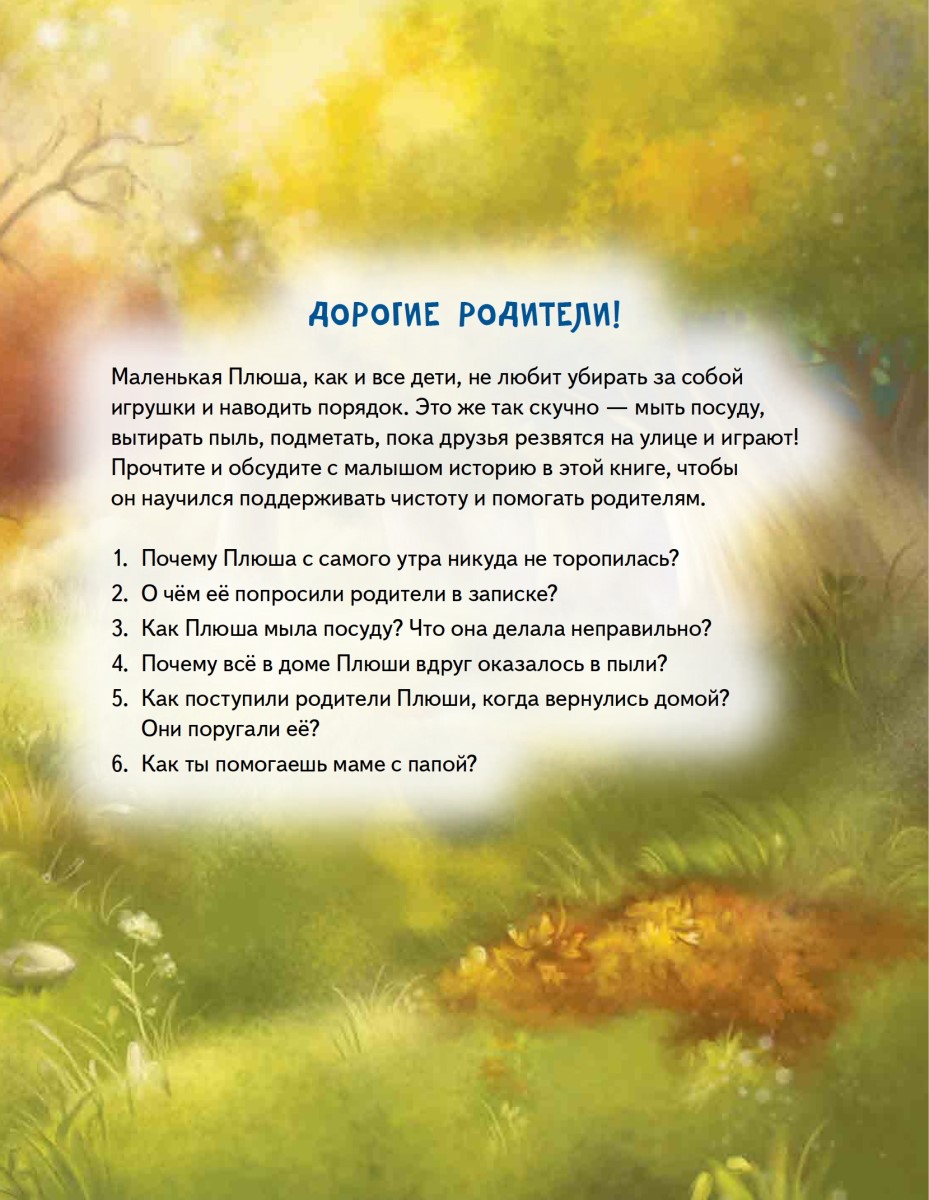 ДОРОГИЕ РОДИТЕЛИ!
Маленькая Плюша, как и все дети, не любит убирать за собой
игрушки и наводить порядок. Это же так скучно — мыть посуду,
вытирать пыль, подметать, пока друзья резвятся на улице и играют!
Прочтите и обсудите с малышом историю в этой книге, чтобы
он научился поддерживать чистоту и помогать родителям.
1. Почему Плюша с самого утра никуда не торопилась?
2. О чём её попросили родители в записке?
3. Как Плюша мыла посуду? Что она делала неправильно?
4. Почему всё в доме Плюши вдруг оказалось в пыли?
5. Как поступили родители Плюши, когда вернулись домой?
Они поругали её?
6. Как ты помогаешь маме с папой?